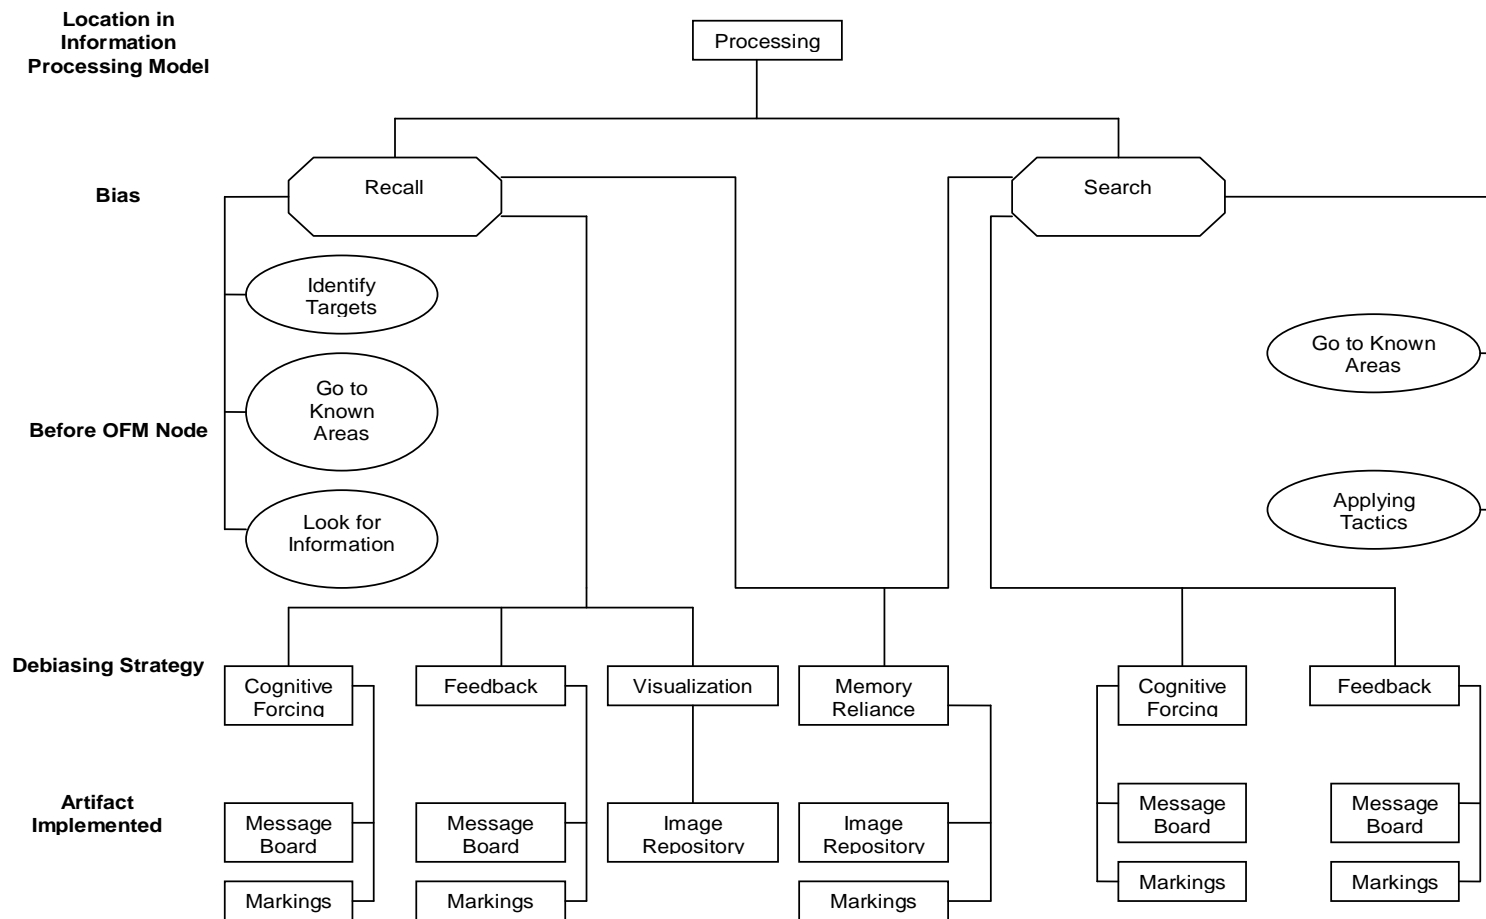 Location in
Information
Processing Model
Processing
Bias
Recall
Search
Identify
Targets
Go to Known
Areas
Go to
Known
Areas
Before OFM Node
Look for
Information
Applying
Tactics
Debiasing Strategy
Cognitive
Forcing
Feedback
Visualization
Memory
Reliance
Cognitive
Forcing
Feedback
Artifact
Implemented
Message
Board
Message
Board
Image
Repository
Image
Repository
Message
Board
Message
Board
Markings
Markings
Markings
Markings
Markings